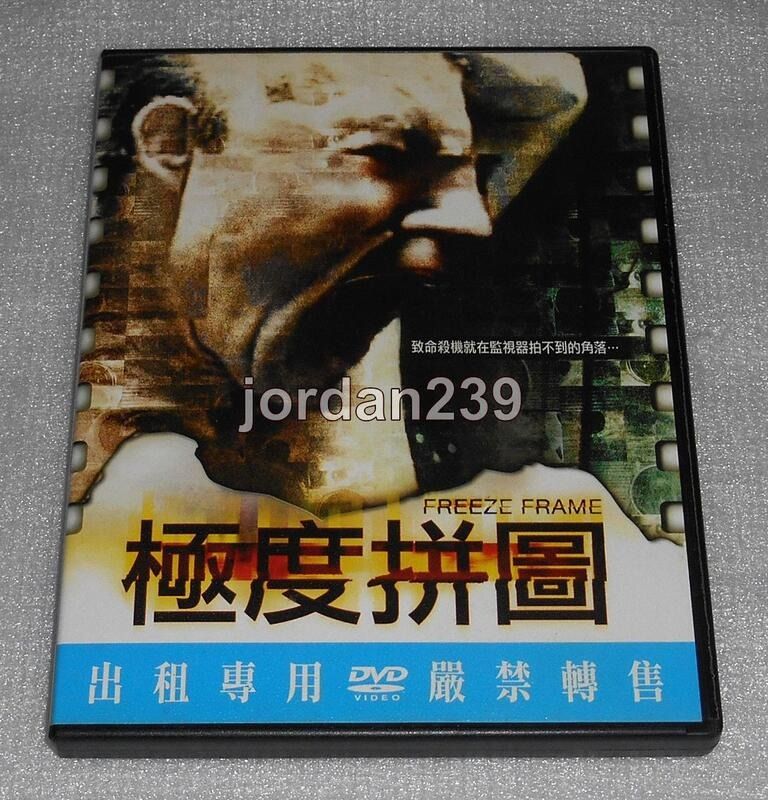 致命殺機就在監視器拍不到的角落…
jordan239
FREEZE FRAME
極度拼圖
出租專用 DVD VIDEO 嚴禁轉售